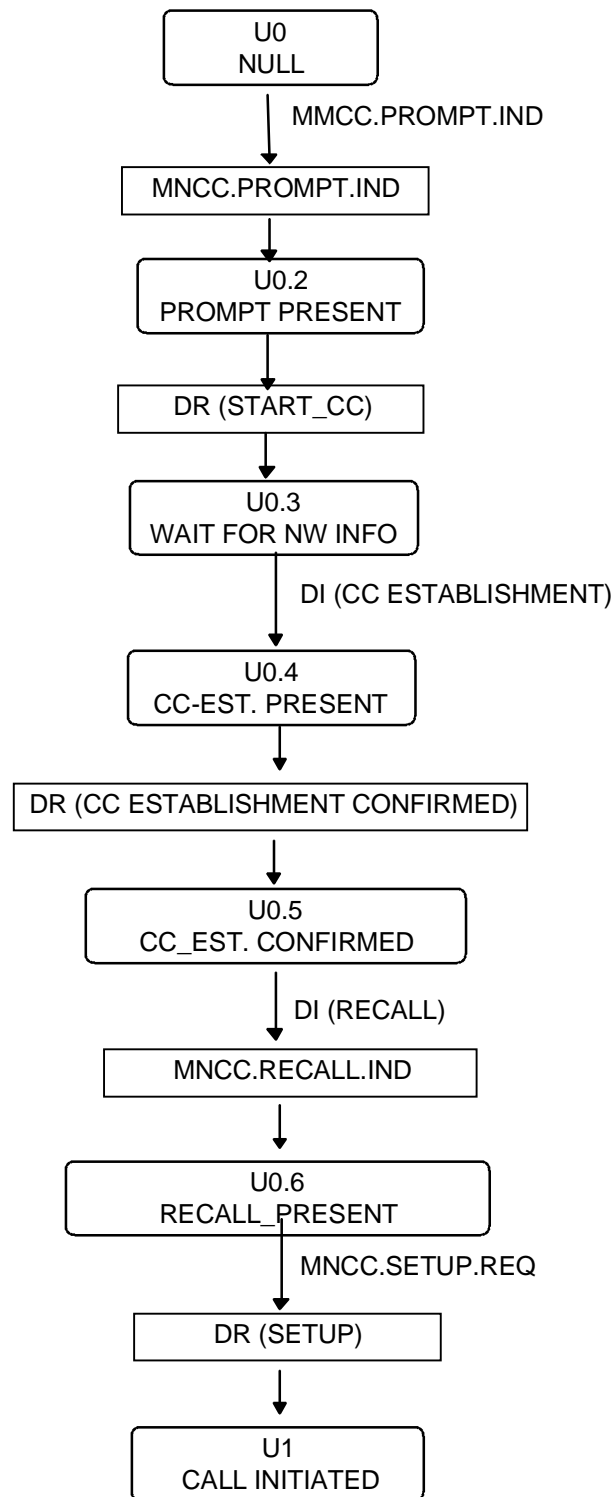 U0
NULL
MMCC.PROMPT.IND
MNCC.PROMPT.IND
U0.2
PROMPT PRESENT
DR (START_CC)
U0.3
WAIT FOR NW INFO
DI (CC ESTABLISHMENT)
U0.4
CC-EST. PRESENT
DR (CC ESTABLISHMENT CONFIRMED)
U0.5
CC_EST. CONFIRMED
DI (RECALL)
MNCC.RECALL.IND
U0.6
RECALL_PRESENT
MNCC.SETUP.REQ
DR (SETUP)
U1
CALL INITIATED